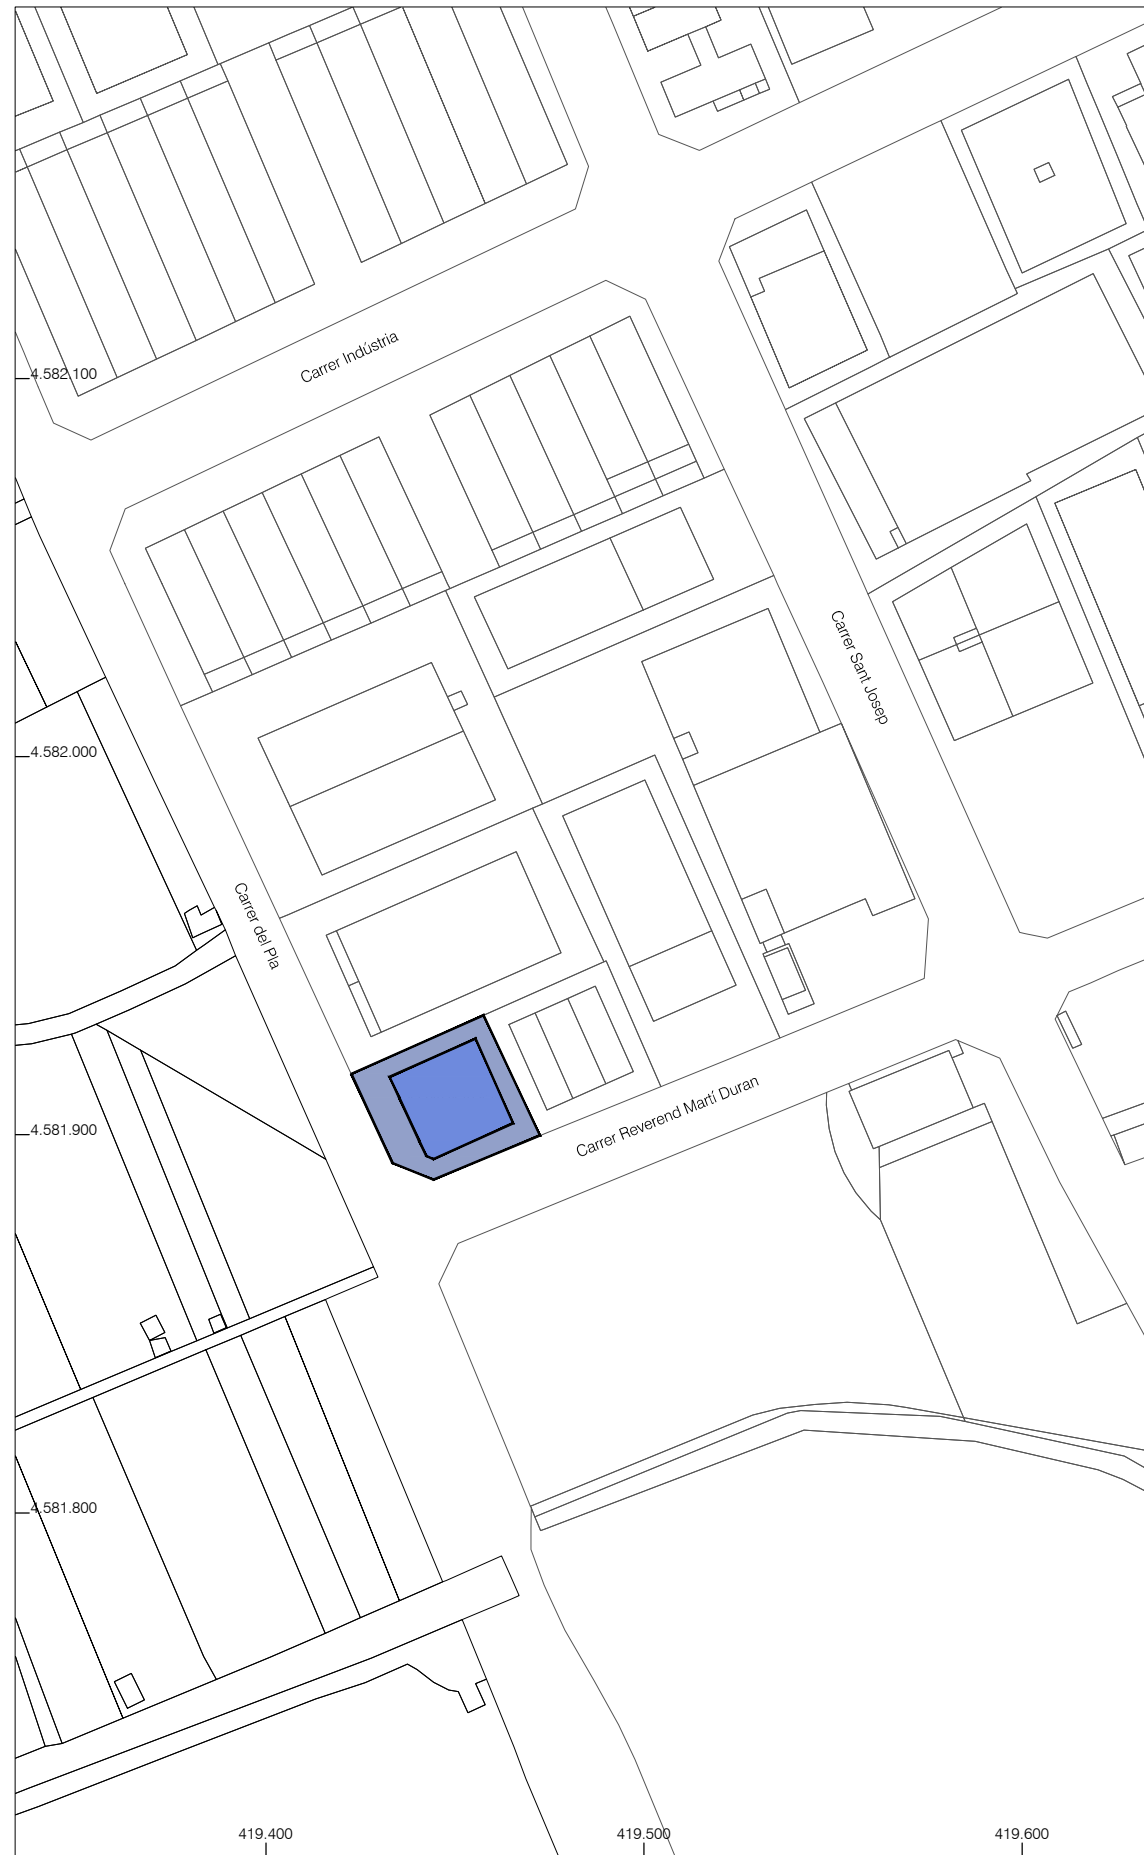 Carrer Indústria
4.582.100
Carrer Sant Josep
4.582.000
Carrer del Pla
Carrer Reverend Martí Duran
4.581.900
4.581.800
419.400
419.500
419.600